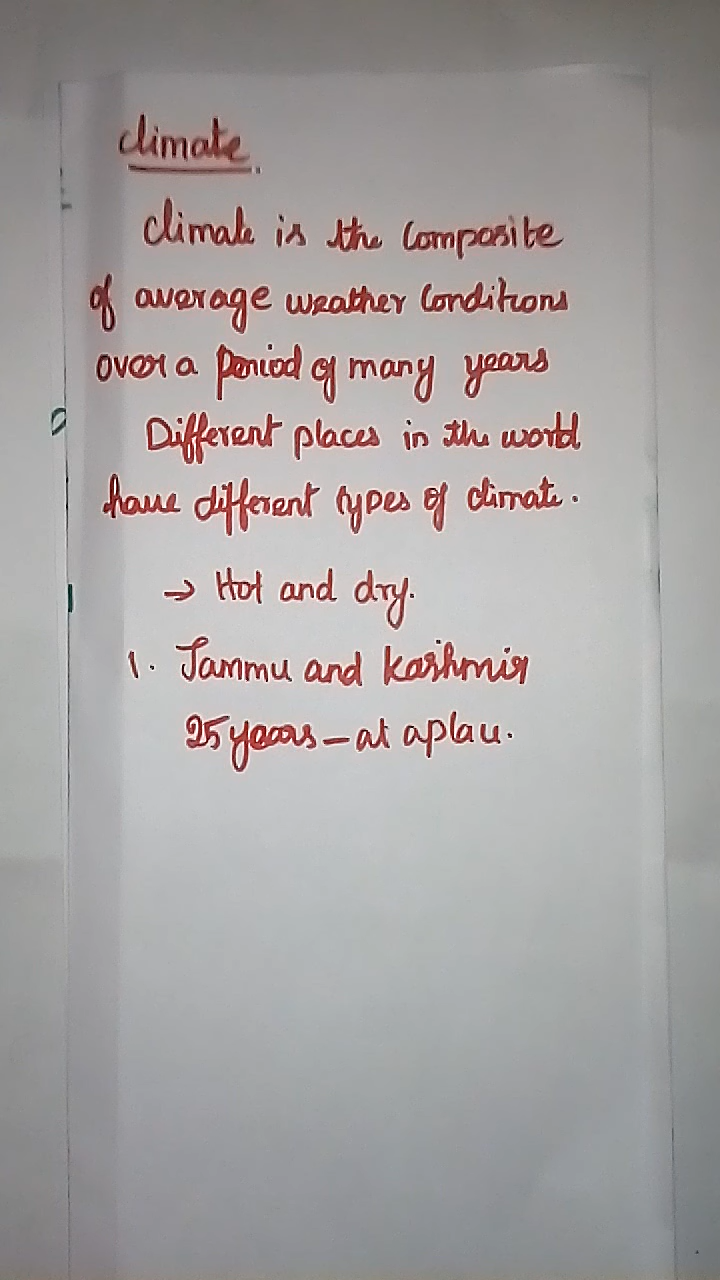 climate.
climate is the composite
of average weather conditions
over a period of many years
Different places in the world
have different types of climate.
→ Hot and dry.
1. Jammu and kashmir
25 years – at aplau.